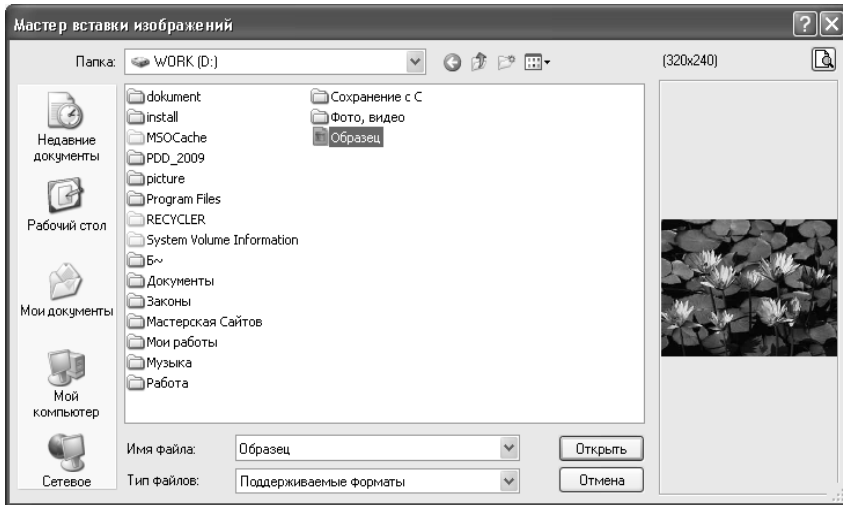 Мастер вставки изображений
Папка: WORK (D:)
(320x240)
Недавние
документы
Рабочий стол
Мои документы
Мой
компьютер
Сетевое
dokument
install
MSOCache
PDD_2009
picture
Program Files
RECYCLER
System Volume Information
Б~
Документы
Законы
Мастерская Сайтов
Мои работы
Музыка
Работа
Сохранение с С
Фото, видео
Образец
Имя файла: Образец Открыть
Тип файлов: Поддерживаемые форматы Отмена